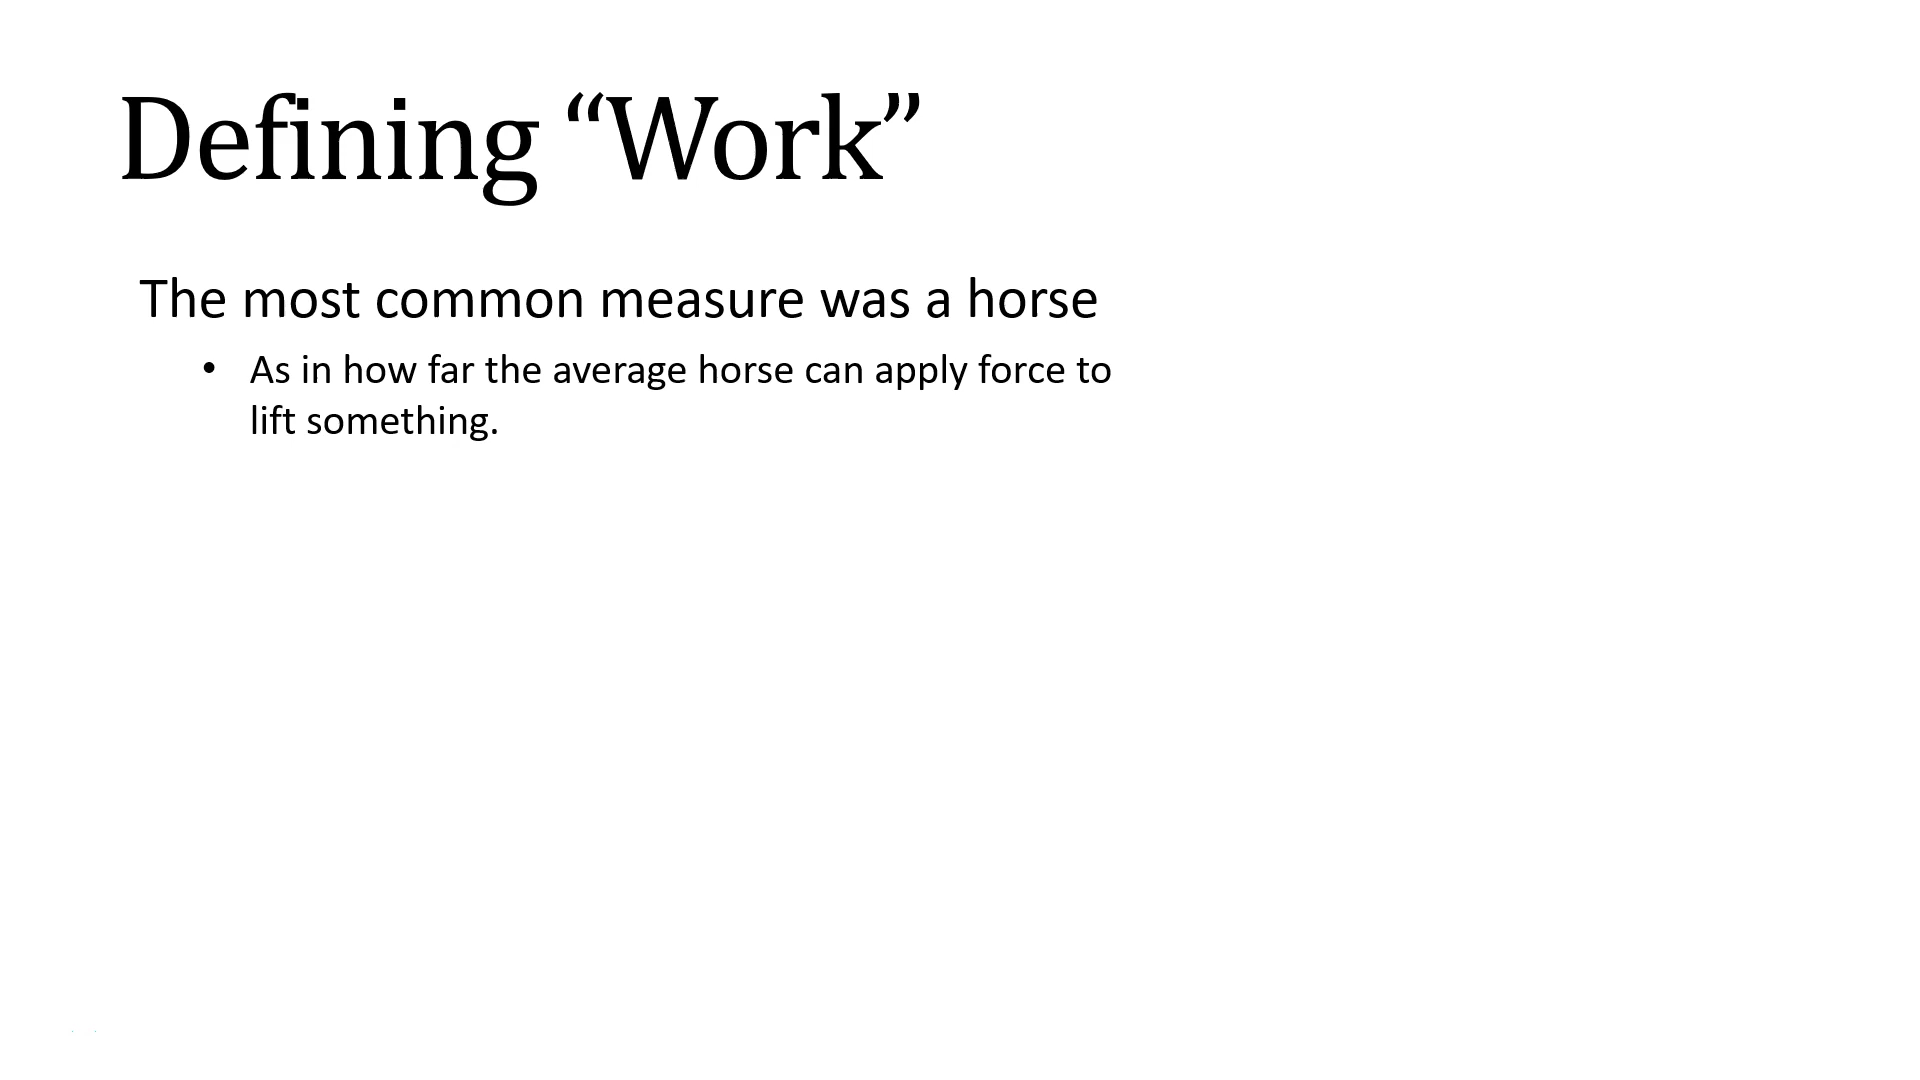 Defining “Work”
The most common measure was a horse
• As in how far the average horse can apply force to
lift something.